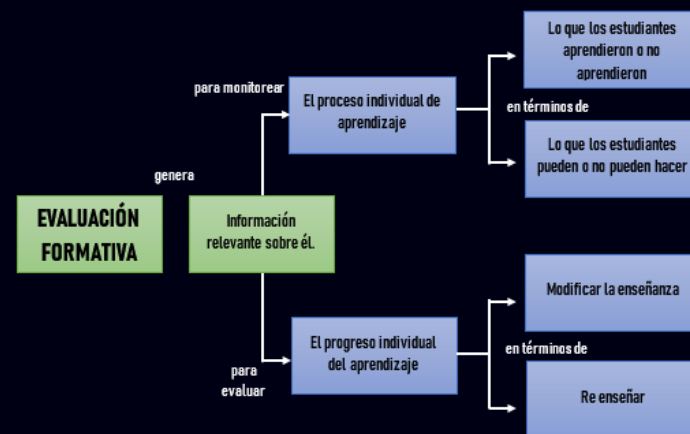 EVALUACIÓN
FORMATIVA
genera
Información
relevante sobre él.
para monitorear
El proceso individual de
aprendizaje
en términos de
Lo que los estudiantes
aprendieron o no
aprendieron
Lo que los estudiantes
pueden o no pueden hacer
para
evaluar
El progreso individual
del aprendizaje
en términos de
Modificar la enseñanza
Re enseñar